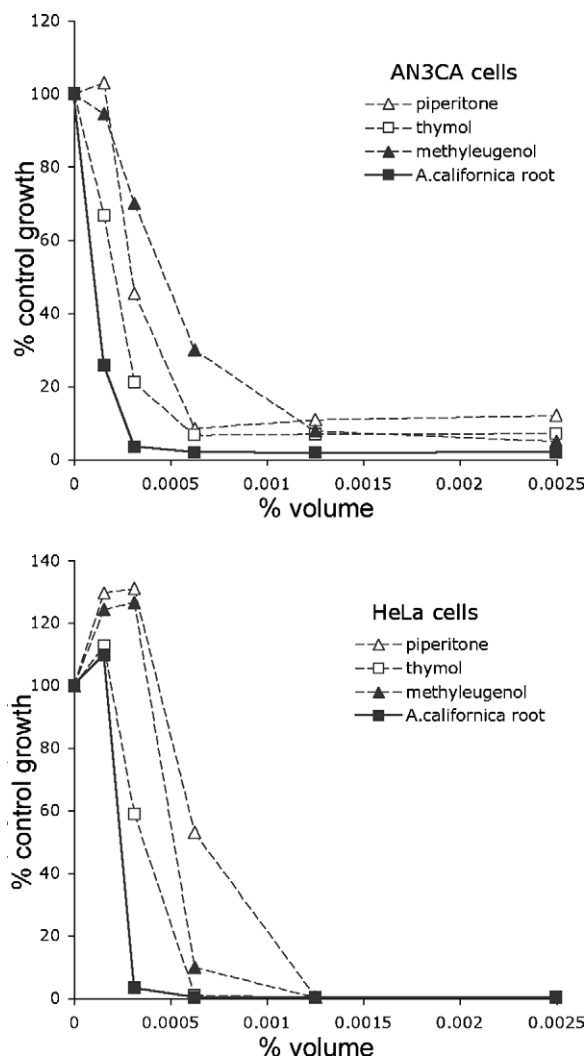 120
100
80
60
40
20
0
% control growth
AN3CA cells
piperitone
thymol
methyleugenol
A.californica root
0 0.0005 0.001 0.0015 0.002 0.0025
% volume
140
120
100
80
60
40
20
0
% control growth
HeLa cells
piperitone
thymol
methyleugenol
A.californica root
0 0.0005 0.001 0.0015 0.002 0.0025
% volume